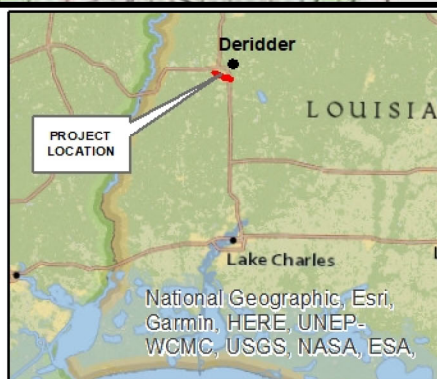 Deridder
LOUISIA
PROJECT
LOCATION
Lake Charles
L
National Geographic, Esri,
Garmin, HERE, UNEP-
WCMC, USGS, NASA, ESA,